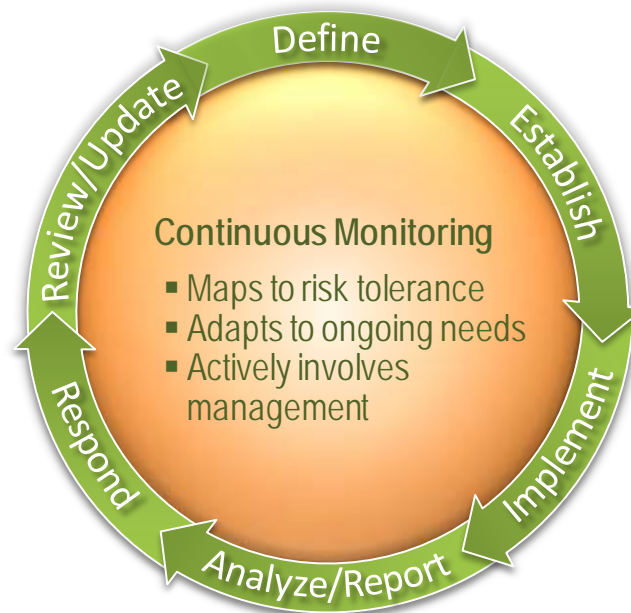 Define
Establish
Implement
Analyze/Report
Respond
Review/Update
Continuous Monitoring
▪ Maps to risk tolerance
▪ Adapts to ongoing needs
▪ Actively involves
management